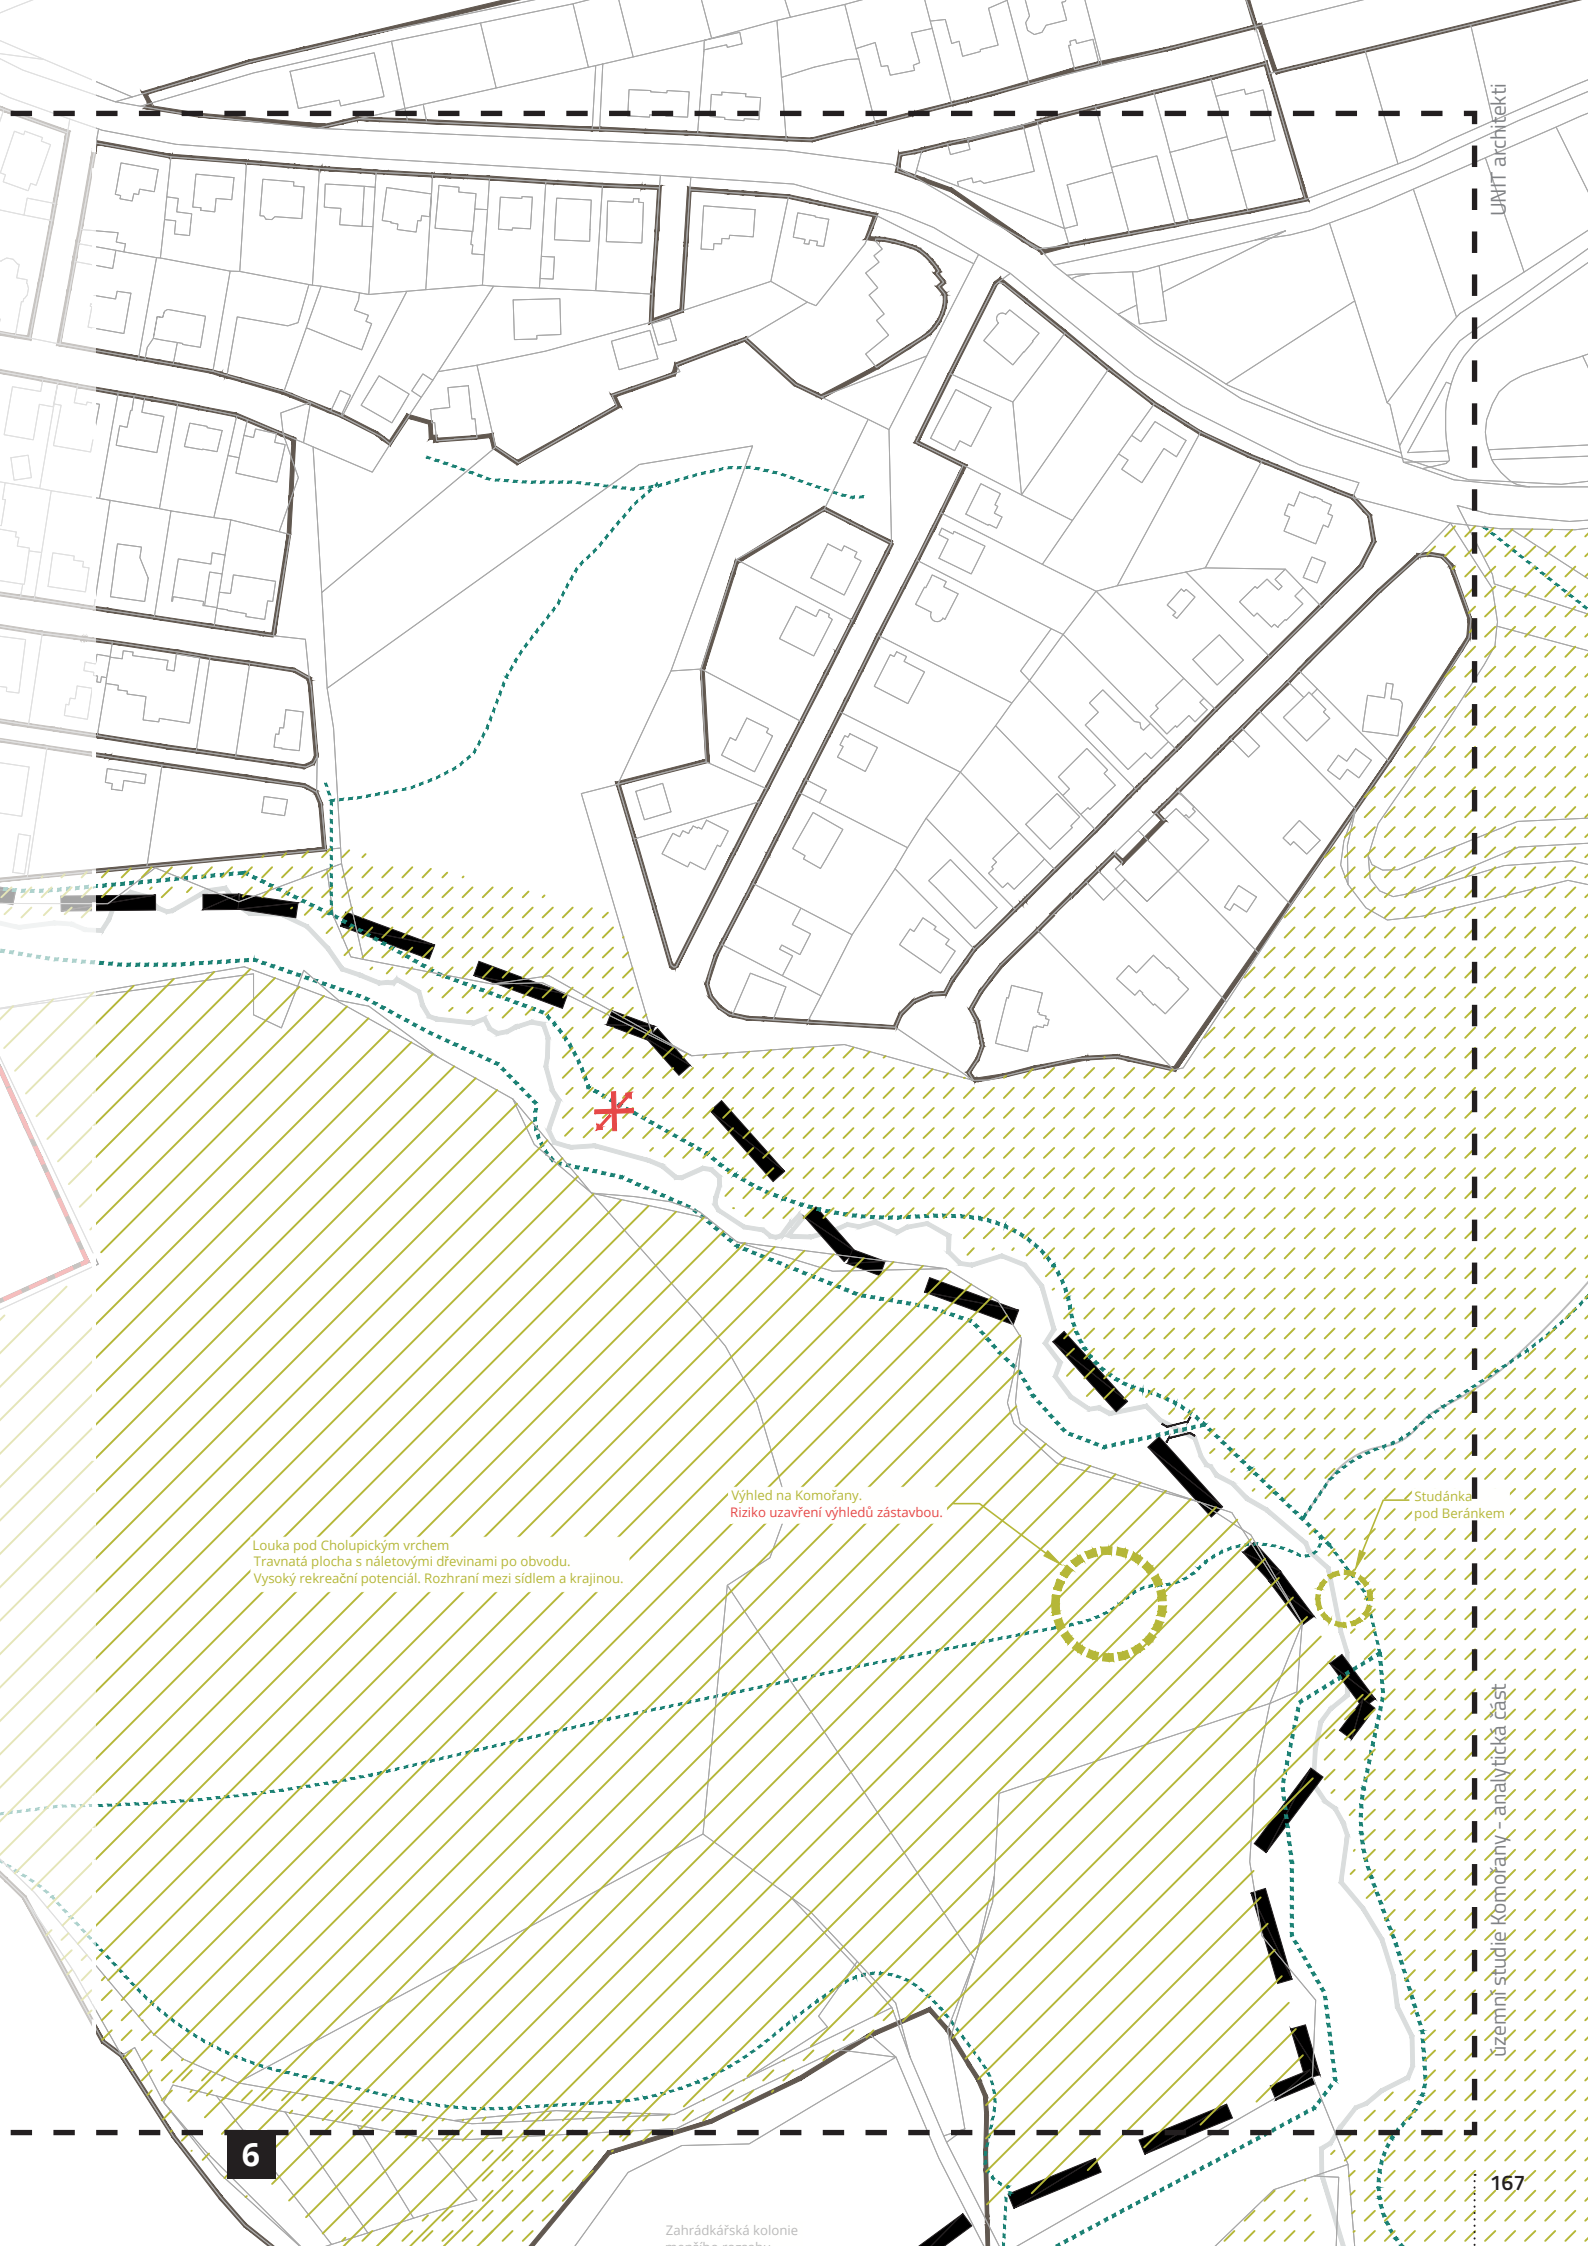 UNIT architekti
Výhled na Komořany.
Riziko uzavření výhledů zástavbou.
Studánka
pod Beránkem
Louka pod Cholupickým vrchem
Travnatá plocha s náletovými dřevinami po obvodu.
Vysoký rekreační potenciál. Rozhraní mezi sídlem a krajinou.
územní studie Komořany – analytická část
6
167
Zahrádkářská kolonie